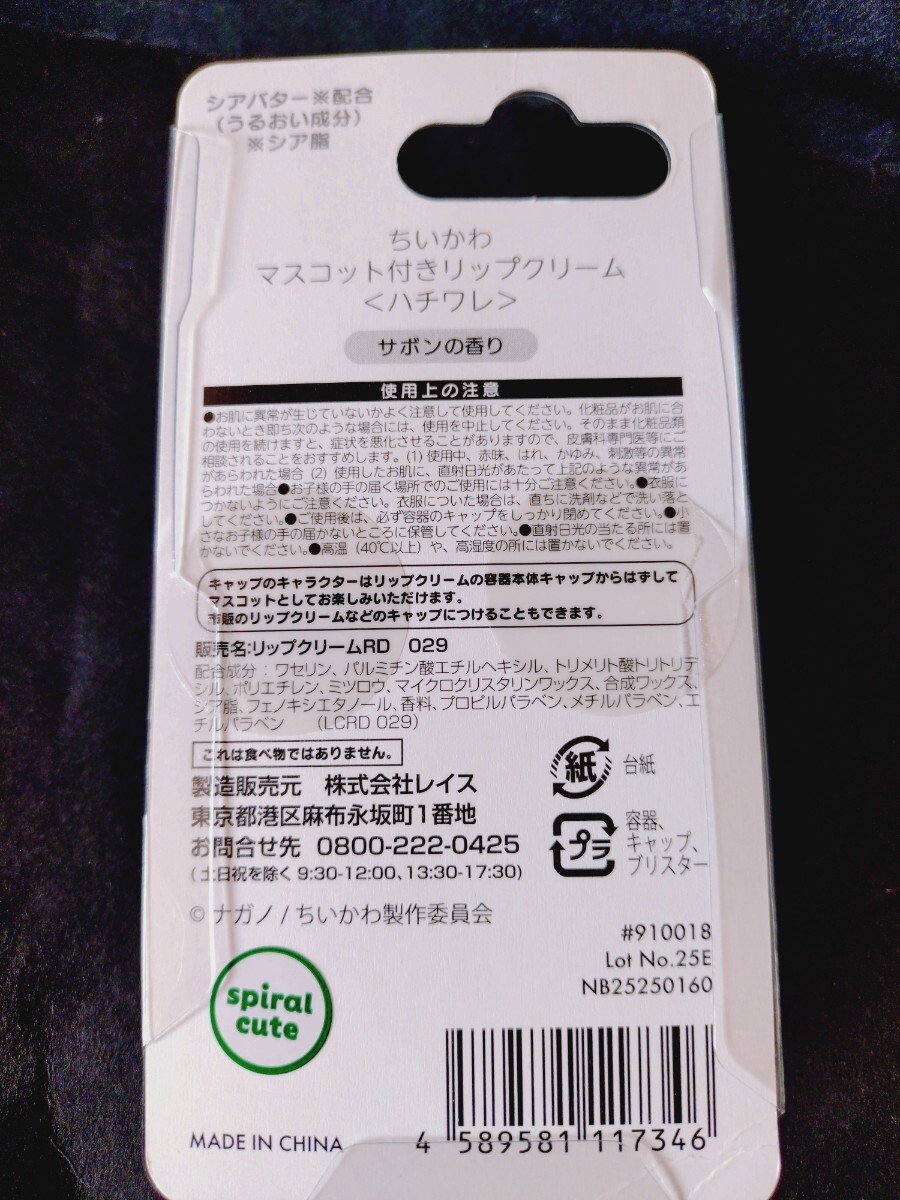 シアバター※配合
（うるおい成分）
※シア脂
ちいかわ
マスコット付きリップクリーム
＜ハチワレ＞
サボンの香り
使用上の注意
●お肌に異常が生じていないかよく注意して使用してください。化粧品がお肌に合
わないとき即ち次のような場合には、使用を中止してください。そのまま化粧品類
の使用を続けますと、症状を悪化させることがありますので、皮膚科専門医等にご
相談されることをおすすめします。(1) 使用中、赤味、はれ、かゆみ、刺激等の異常
があらわれた場合 (2) 使用したお肌に、直射日光があたって上記のような異常があ
らわれた場合●お子様の手の届く場所でのご使用には十分ご注意ください。●衣服に
つかないようにご注意ください。衣服についた場合は、直ちに洗剤などで洗い落と
してください。●ご使用後は、必ず容器のキャップをしっかり閉めてください。●小
さなお子様の手の届かないところに保管してください。●直射日光の当たる所には置
かないでください。●高温（40℃以上）や、高湿度の所には置かないでください。
キャップのキャラクターはリップクリームの容器本体キャップからはずして
マスコットとしてお楽しみいただけます。
市販のリップクリームなどのキャップにつけることもできます。
販売名:リップクリームRD 029
配合成分：ワセリン、パルミチン酸エチルヘキシル、トリメリト酸トリトリデ
シル、ポリエチレン、ミツロウ、マイクロクリスタリンワックス、合成ワックス、
シア脂、フェノキシエタノール、香料、プロピルパラベン、メチルパラベン、エ
チルパラベン （LCRD 029）
これは食べ物ではありません。
製造販売元 株式会社レイス
東京都港区麻布永坂町1番地
お問合せ先 0800-222-0425
(土日祝を除く 9:30-12:00、13:30-17:30)
紙 台紙
プラ 容器、
キャップ、
ブリスター
© ナガノ / ちいかわ製作委員会
#910018
Lot No.25E
NB25250160
spiral
cute
MADE IN CHINA
4 589581 117346